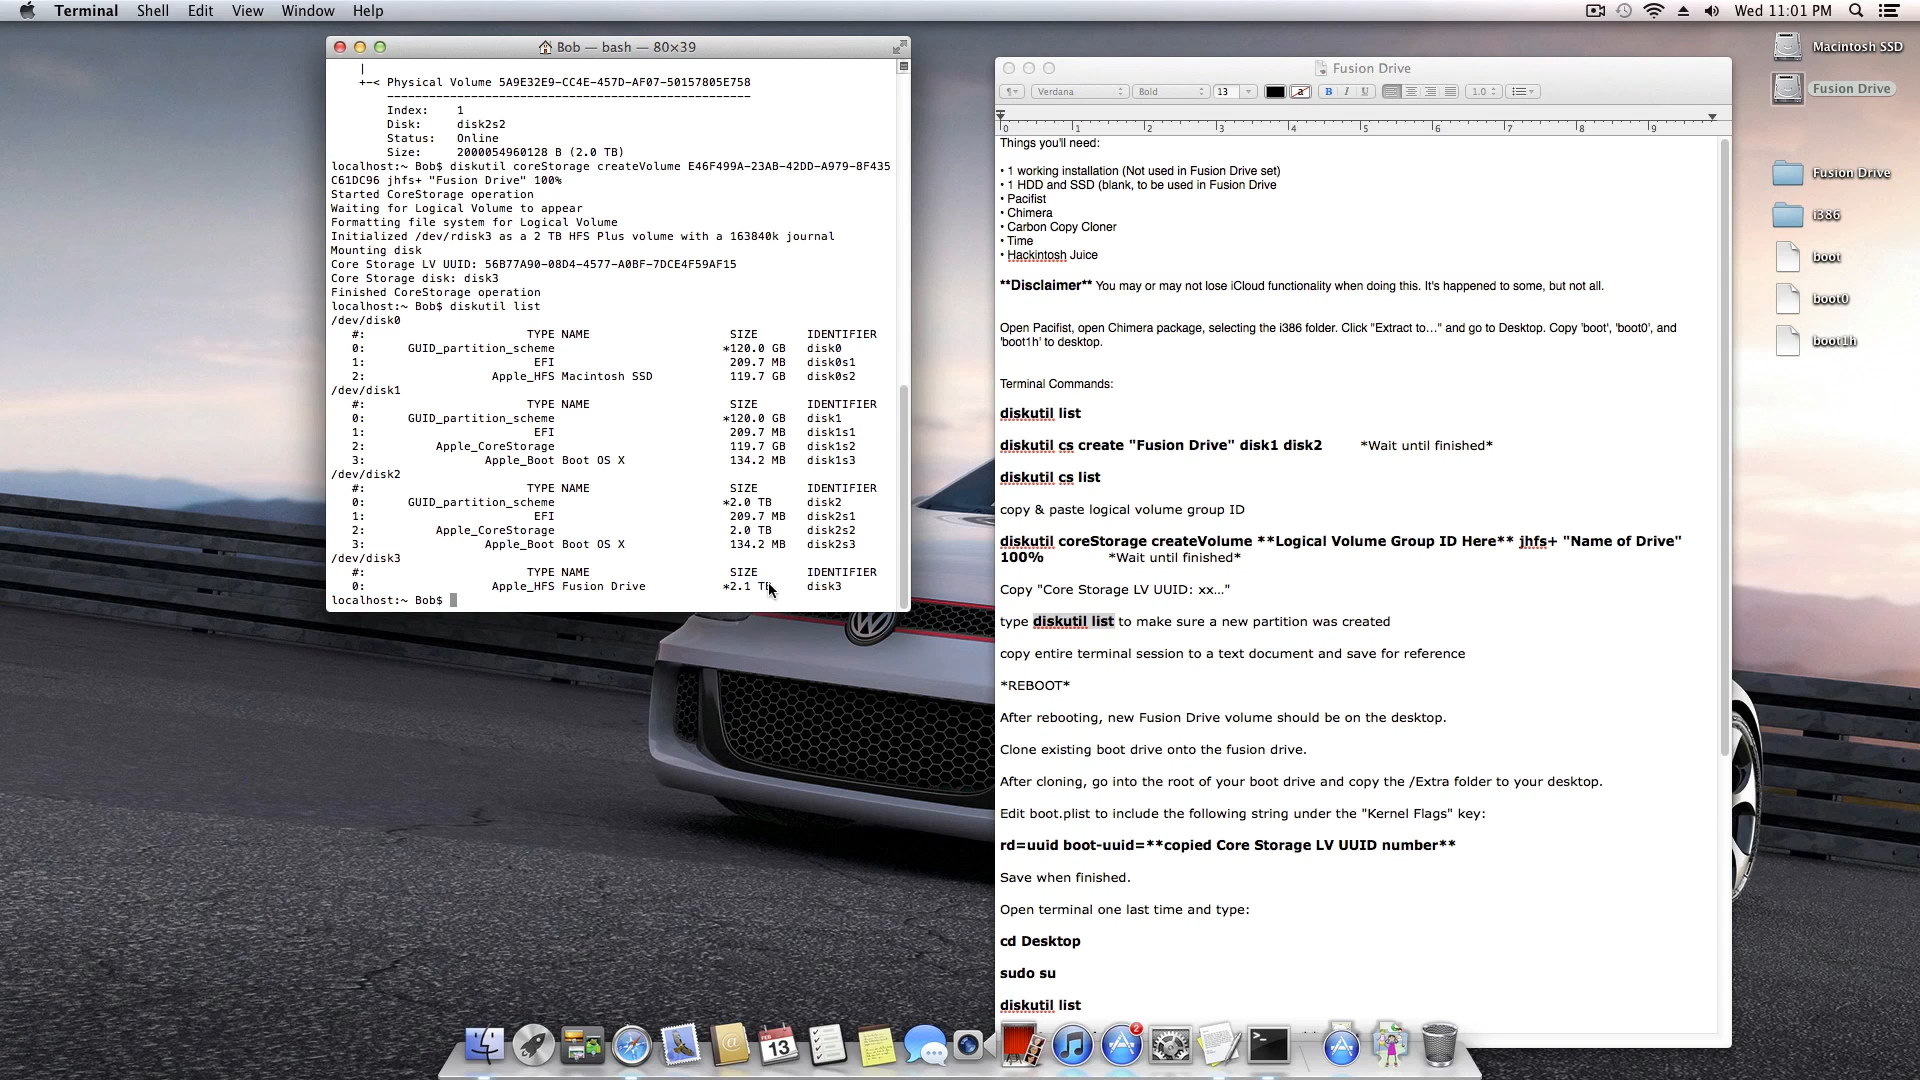 Terminal Shell Edit View Window Help
Wed 11:01 PM
Bob — bash — 80×39
|
+-< Physical Volume 5A9E32E9-CC4E-457D-AF07-50157805E758
----------------------------------------------------
Index: 1
Disk: disk2s2
Status: Online
Size: 2000054960128 B (2.0 TB)
localhost:~ Bob$ diskutil coreStorage createVolume E46F499A-23AB-42DD-A979-8F435
C61DC96 jhfs+ "Fusion Drive" 100%
Started CoreStorage operation
Waiting for Logical Volume to appear
Formatting file system for Logical Volume
Initialized /dev/rdisk3 as a 2 TB HFS Plus volume with a 163840k journal
Mounting disk
Core Storage LV UUID: 56B77A90-08D4-4577-A0BF-7DCE4F59AF15
Core Storage disk: disk3
Finished CoreStorage operation
localhost:~ Bob$ diskutil list
/dev/disk0
#: TYPE NAME SIZE IDENTIFIER
0: GUID_partition_scheme *120.0 GB disk0
1: EFI 209.7 MB disk0s1
2: Apple_HFS Macintosh SSD 119.7 GB disk0s2
/dev/disk1
#: TYPE NAME SIZE IDENTIFIER
0: GUID_partition_scheme *120.0 GB disk1
1: EFI 209.7 MB disk1s1
2: Apple_CoreStorage 119.7 GB disk1s2
3: Apple_Boot Boot OS X 134.2 MB disk1s3
/dev/disk2
#: TYPE NAME SIZE IDENTIFIER
0: GUID_partition_scheme *2.0 TB disk2
1: EFI 209.7 MB disk2s1
2: Apple_CoreStorage 2.0 TB disk2s2
3: Apple_Boot Boot OS X 134.2 MB disk2s3
/dev/disk3
#: TYPE NAME SIZE IDENTIFIER
0: Apple_HFS Fusion Drive *2.1 TB disk3
localhost:~ Bob$
Fusion Drive
Verdana Bold 13 a B I U 1.0
0 1 2 3 4 5 6 7 8 9
Things you'll need:
• 1 working installation (Not used in Fusion Drive set)
• 1 HDD and SSD (blank, to be used in Fusion Drive
• Pacifist
• Chimera
• Carbon Copy Cloner
• Time
• Hackintosh Juice
**Disclaimer** You may or may not lose iCloud functionality when doing this. It's happened to some, but not all.
Open Pacifist, open Chimera package, selecting the i386 folder. Click "Extract to…" and go to Desktop. Copy 'boot', 'boot0', and
'boot1h' to desktop.
Terminal Commands:
diskutil list
diskutil cs create "Fusion Drive" disk1 disk2 *Wait until finished*
diskutil cs list
copy & paste logical volume group ID
diskutil coreStorage createVolume **Logical Volume Group ID Here** jhfs+ "Name of Drive"
100% *Wait until finished*
Copy "Core Storage LV UUID: xx…"
type diskutil list to make sure a new partition was created
copy entire terminal session to a text document and save for reference
*REBOOT*
After rebooting, new Fusion Drive volume should be on the desktop.
Clone existing boot drive onto the fusion drive.
After cloning, go into the root of your boot drive and copy the /Extra folder to your desktop.
Edit boot.plist to include the following string under the "Kernel Flags" key:
rd=uuid boot-uuid=**copied Core Storage LV UUID number**
Save when finished.
Open terminal one last time and type:
cd Desktop
sudo su
diskutil list
Macintosh SSD
Fusion Drive
Fusion Drive
i386
boot
boot0
boot1h
FEB
13
2